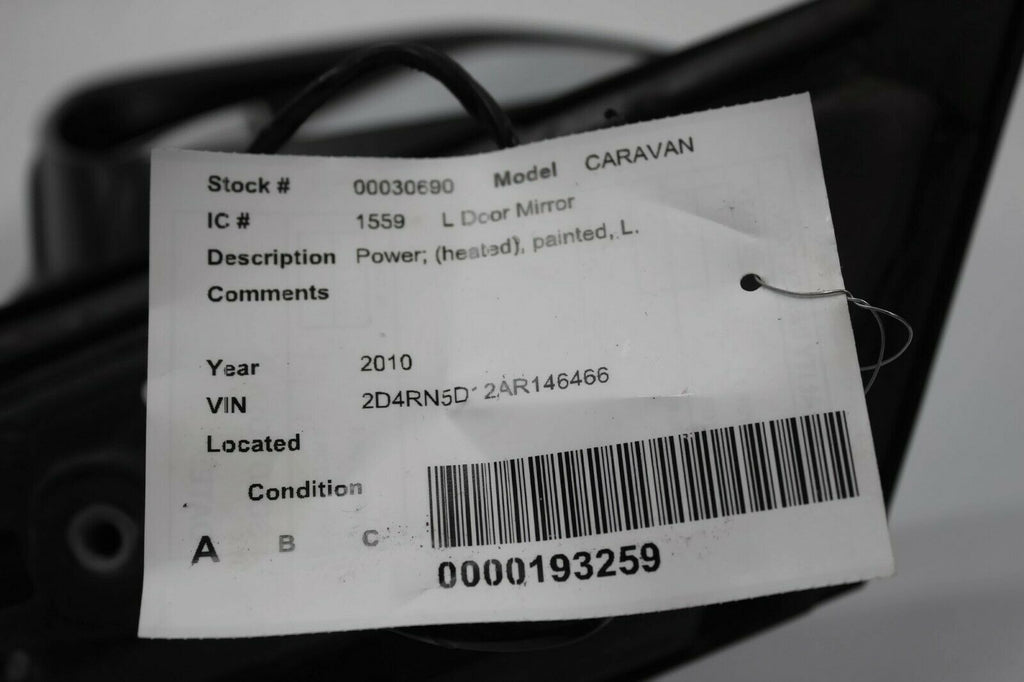 Stock # 00030690 Model CARAVAN
IC # 1559 L Door Mirror
Description Power; (heated), painted, L.
Comments
Year 2010
VIN 2D4RN5D12AR146466
Located
Condition
A B C
0000193259